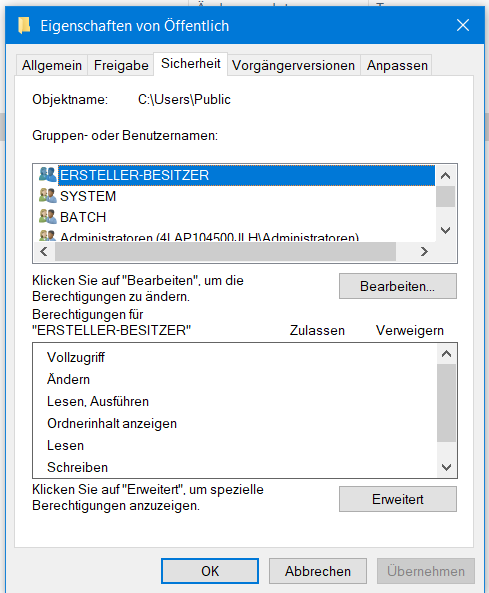 Eigenschaften von Öffentlich
Allgemein Freigabe Sicherheit Vorgängerversionen Anpassen
Objektname: C:\Users\Public
Gruppen- oder Benutzernamen:
ERSTELLER-BESITZER
SYSTEM
BATCH
Administratoren (4LAP104500JLH\Administratoren)
Klicken Sie auf "Bearbeiten", um die
Berechtigungen zu ändern.
Bearbeiten...
Berechtigungen für
"ERSTELLER-BESITZER" Zulassen Verweigern
Vollzugriff
Ändern
Lesen, Ausführen
Ordnerinhalt anzeigen
Lesen
Schreiben
Klicken Sie auf "Erweitert", um spezielle
Berechtigungen anzuzeigen.
Erweitert
OK Abbrechen Übernehmen